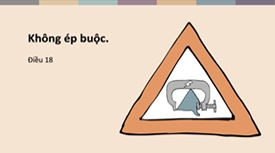 Không ép buộc.
Điều 18